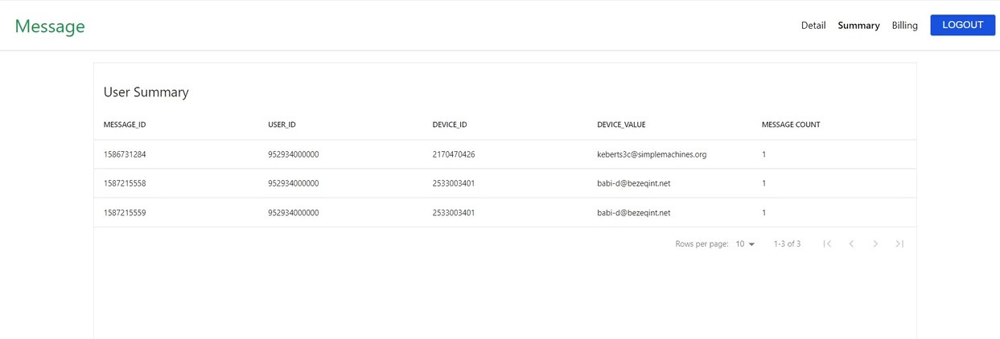 Message
Detail Summary Billing LOGOUT
User Summary
MESSAGE_ID USER_ID DEVICE_ID DEVICE_VALUE MESSAGE COUNT
1586731284 952934000000 2170470426 keberts3c@simplemachines.org 1
1587215558 952934000000 2533003401 babi-d@bezeqint.net 1
1587215559 952934000000 2533003401 babi-d@bezeqint.net 1
Rows per page: 10 1-3 of 3